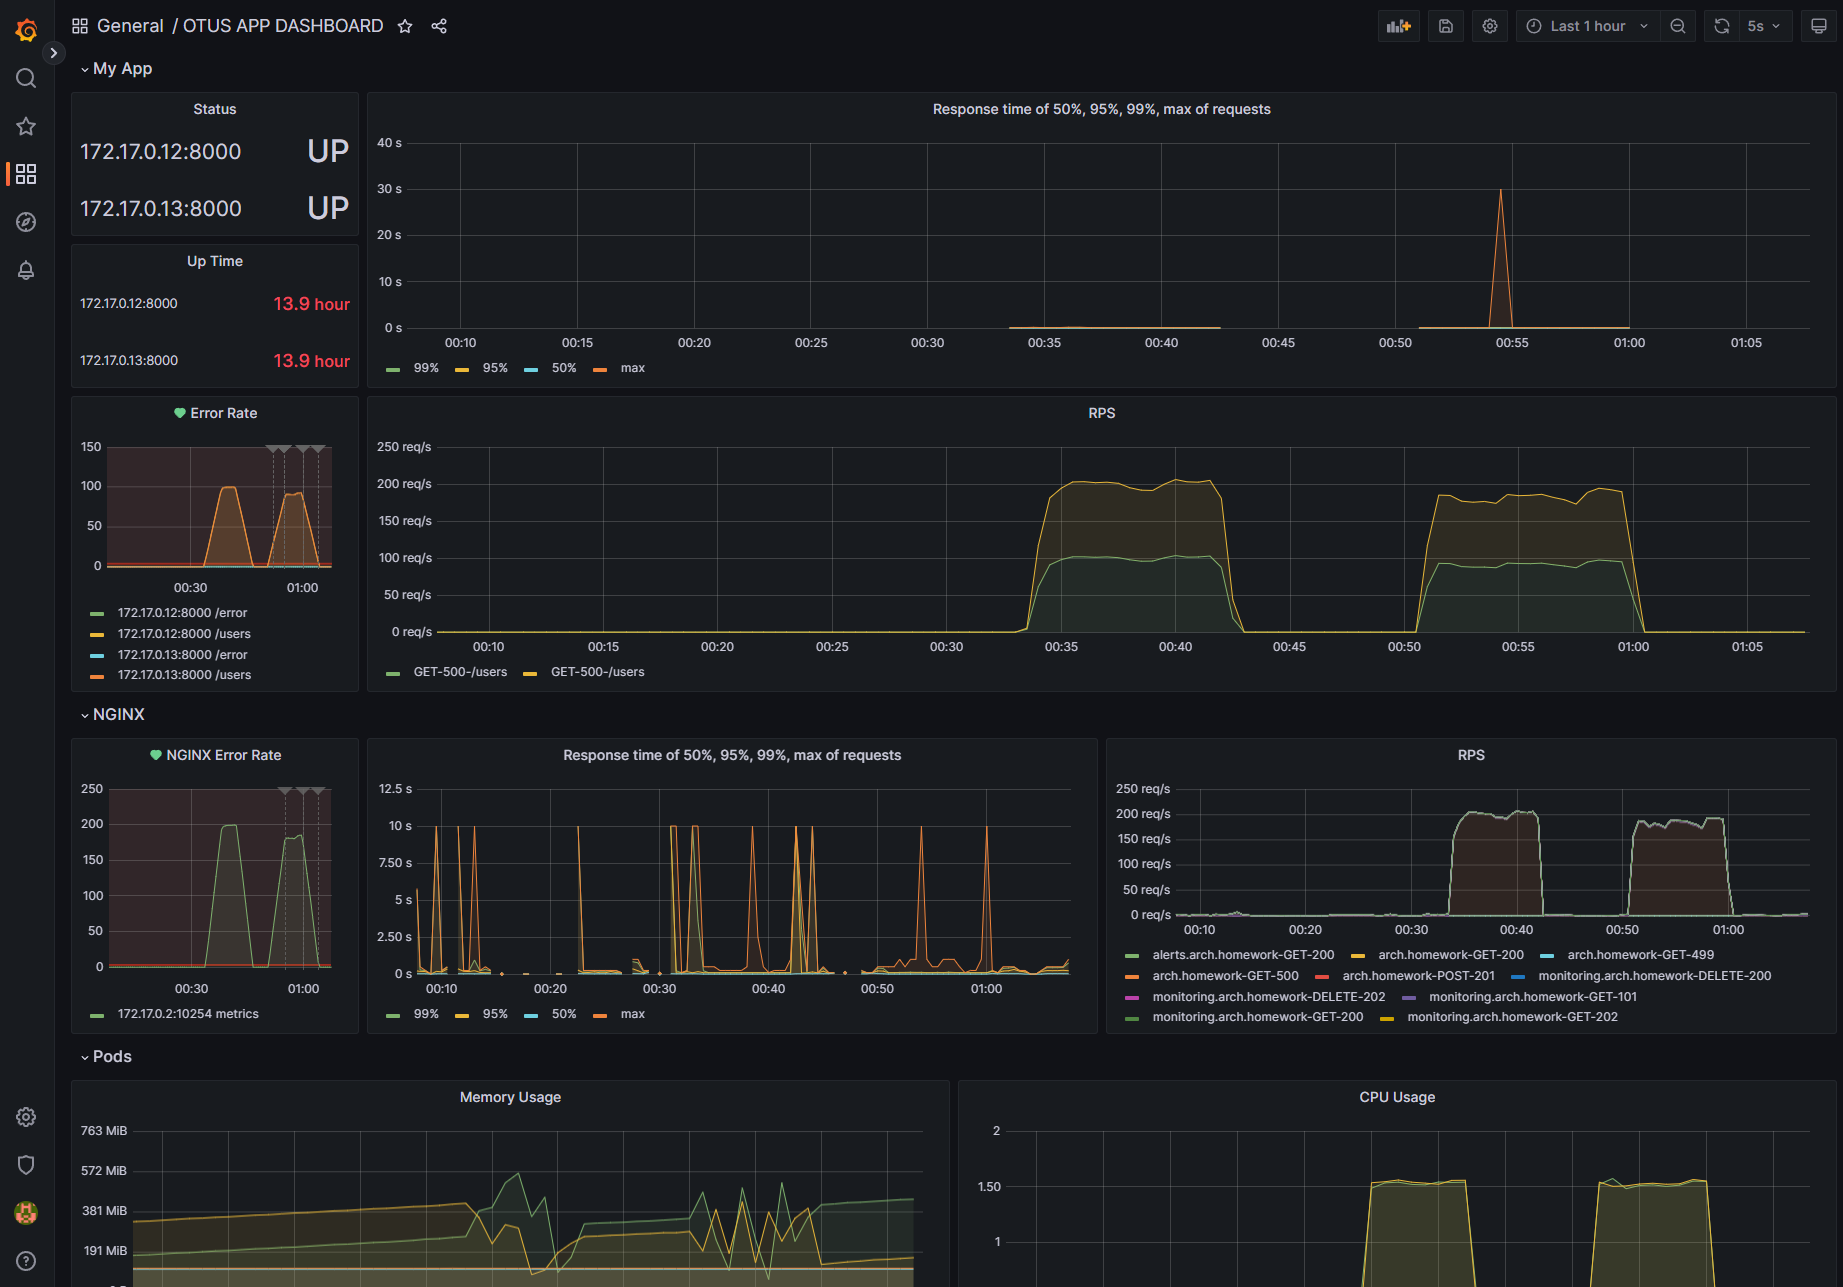 General / OTUS APP DASHBOARD
Last 1 hour
5s
My App
Status
172.17.0.12:8000 UP
172.17.0.13:8000 UP
Up Time
172.17.0.12:8000 13.9 hour
172.17.0.13:8000 13.9 hour
Response time of 50%, 95%, 99%, max of requests
40 s
30 s
20 s
10 s
0 s
00:10 00:15 00:20 00:25 00:30 00:35 00:40 00:45 00:50 00:55 01:00 01:05
99% 95% 50% max
Error Rate
150
100
50
0
00:30 01:00
172.17.0.12:8000 /error
172.17.0.12:8000 /users
172.17.0.13:8000 /error
172.17.0.13:8000 /users
RPS
250 req/s
200 req/s
150 req/s
100 req/s
50 req/s
0 req/s
00:10 00:15 00:20 00:25 00:30 00:35 00:40 00:45 00:50 00:55 01:00 01:05
GET-500-/users GET-500-/users
NGINX
NGINX Error Rate
250
200
150
100
50
0
00:30 01:00
172.17.0.2:10254 metrics
Response time of 50%, 95%, 99%, max of requests
12.5 s
10 s
7.50 s
5 s
2.50 s
0 s
00:10 00:20 00:30 00:40 00:50 01:00
99% 95% 50% max
RPS
250 req/s
200 req/s
150 req/s
100 req/s
50 req/s
0 req/s
00:10 00:20 00:30 00:40 00:50 01:00
alerts.arch.homework-GET-200 arch.homework-GET-200 arch.homework-GET-499
arch.homework-GET-500 arch.homework-POST-201 monitoring.arch.homework-DELETE-200
monitoring.arch.homework-DELETE-202 monitoring.arch.homework-GET-101
monitoring.arch.homework-GET-200 monitoring.arch.homework-GET-202
Pods
Memory Usage
763 MiB
572 MiB
381 MiB
191 MiB
CPU Usage
2
1.50
1